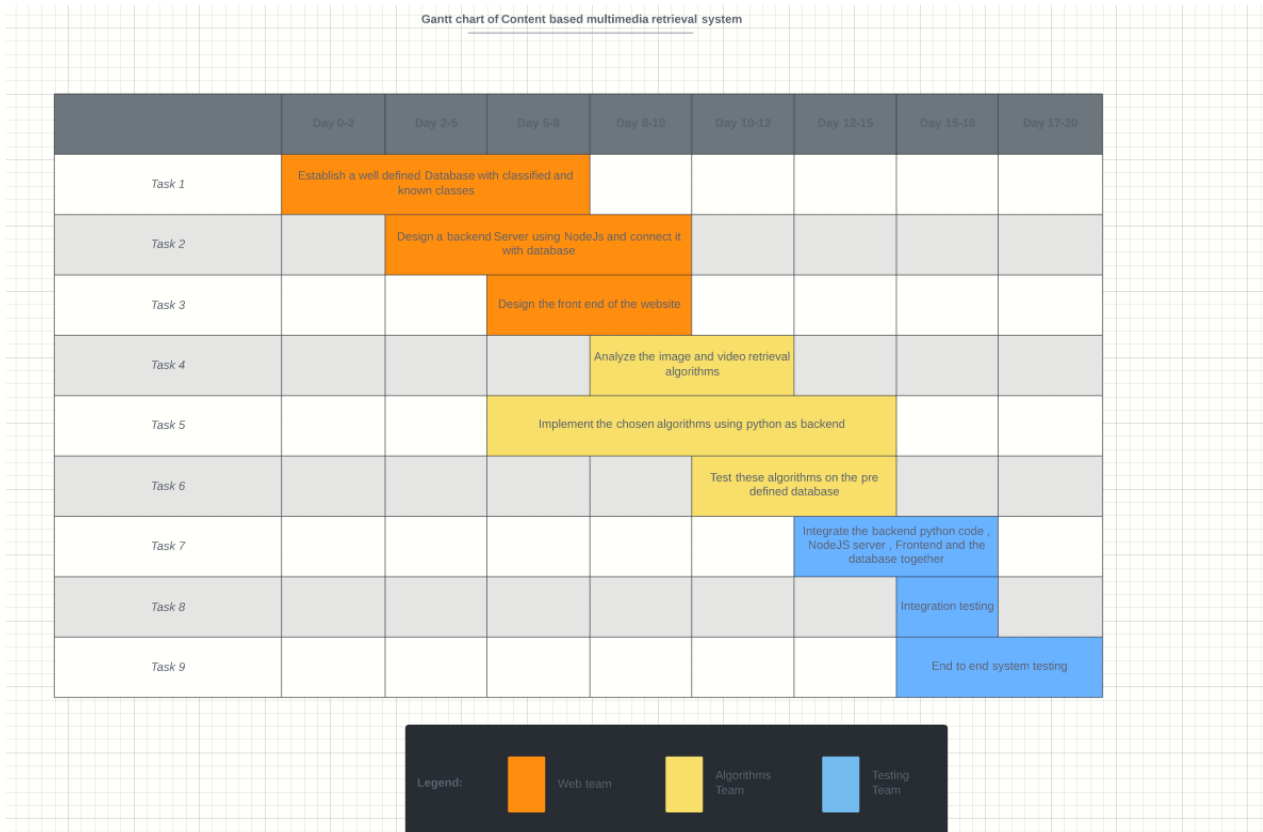 Gantt chart of Content based multimedia retrieval system
Day 0-2 Day 2-5 Day 5-8 Day 8-10 Day 10-12 Day 12-15 Day 15-16 Day 17-20
Task 1
Establish a well defined Database with classified and
known classes
Task 2
Design a backend Server using NodeJs and connect it
with database
Task 3
Design the front end of the website
Task 4
Analyze the image and video retrieval
algorithms
Task 5
Implement the chosen algorithms using python as backend
Task 6
Test these algorithms on the pre
defined database
Task 7
Integrate the backend python code ,
NodeJS server , Frontend and the
database together
Task 8
Integration testing
Task 9
End to end system testing
Legend:
Web team
Algorithms
Team
Testing
Team